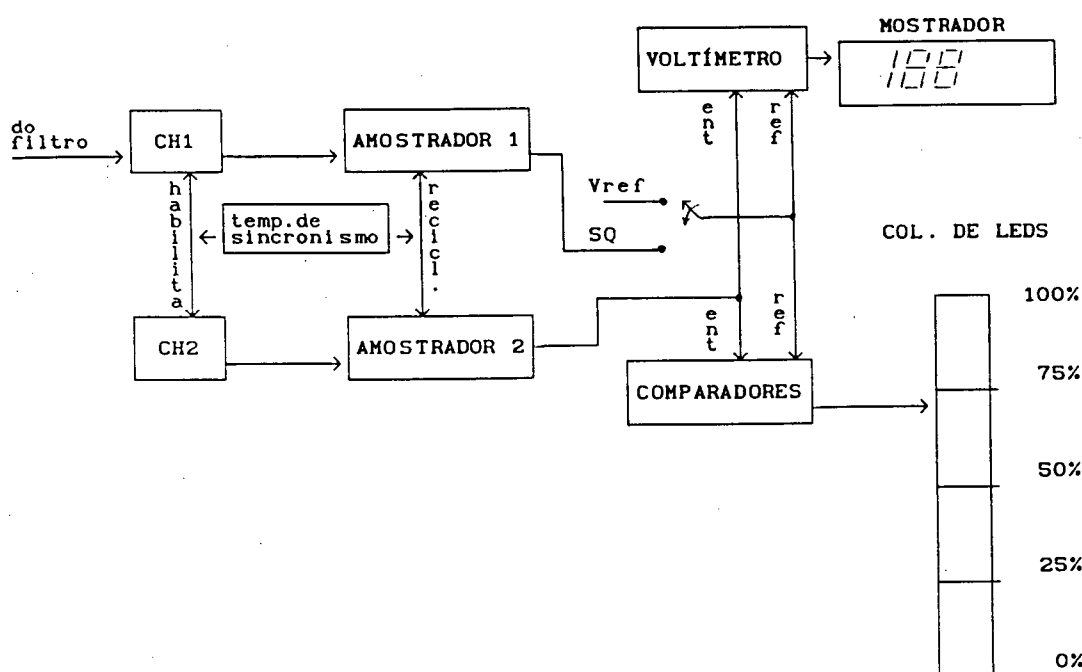 MOSTRADOR
VOLTÍMETRO
188
ent
ref
do
filtro
CH1
AMOSTRADOR 1
habilita
temp.de
sincronismo
recicl.
Vref
SQ
COL. DE LEDS
CH2
AMOSTRADOR 2
ent
ref
COMPARADORES
100%
75%
50%
25%
0%